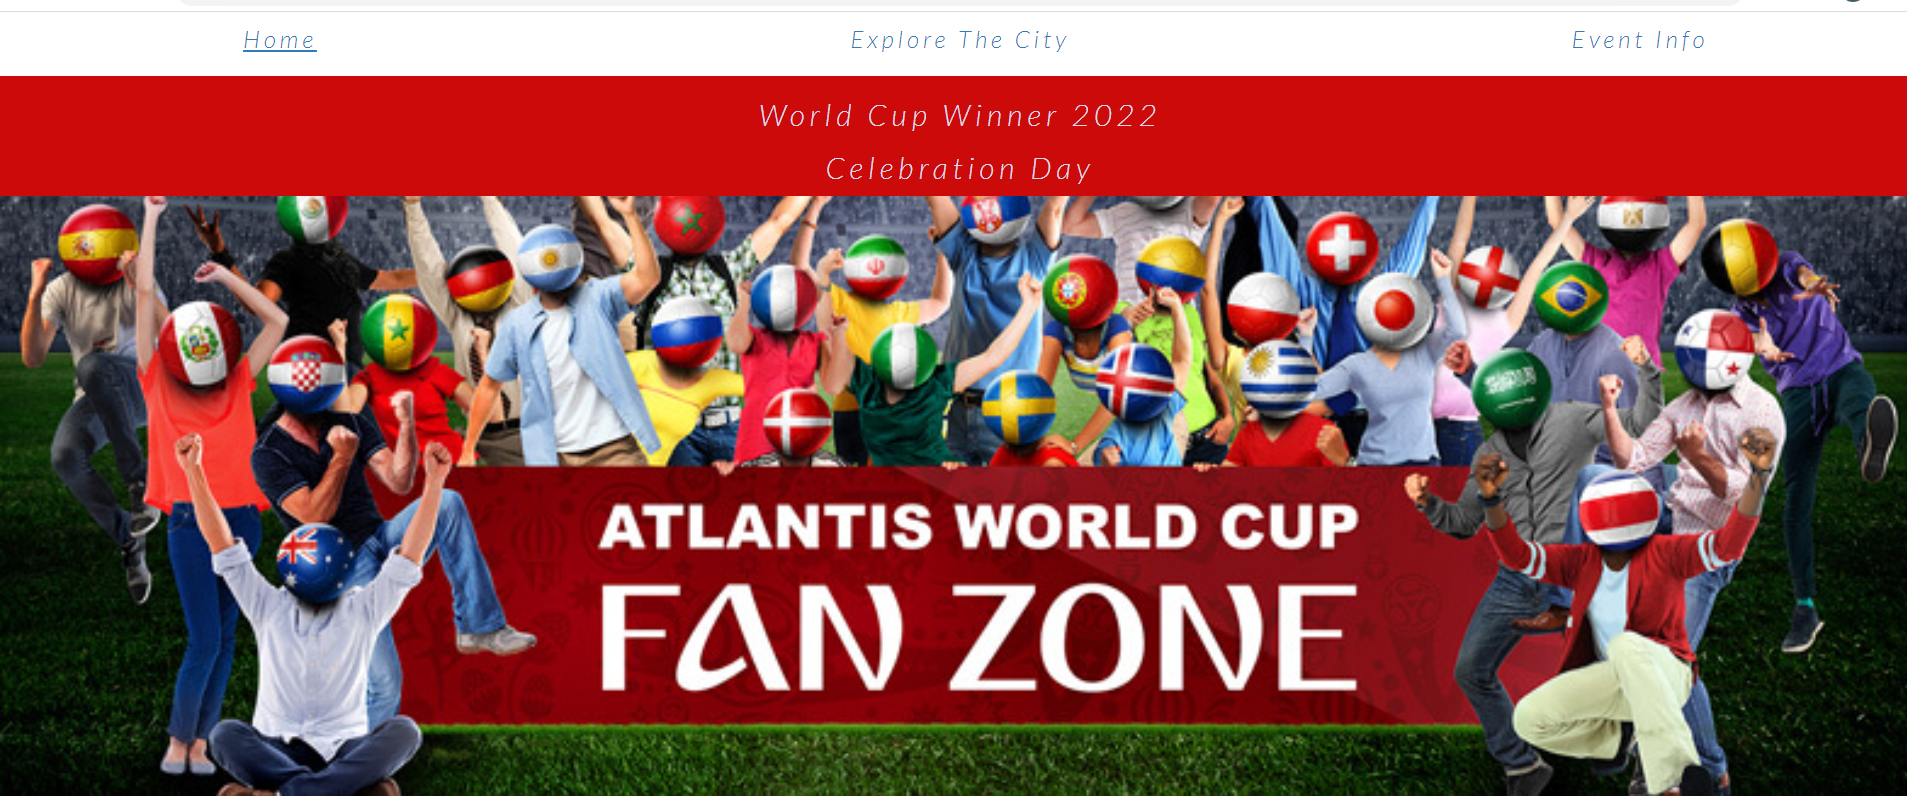 Home
Explore The City
Event Info
World Cup Winner 2022
Celebration Day
ATLANTIS WORLD CUP
FAN ZONE